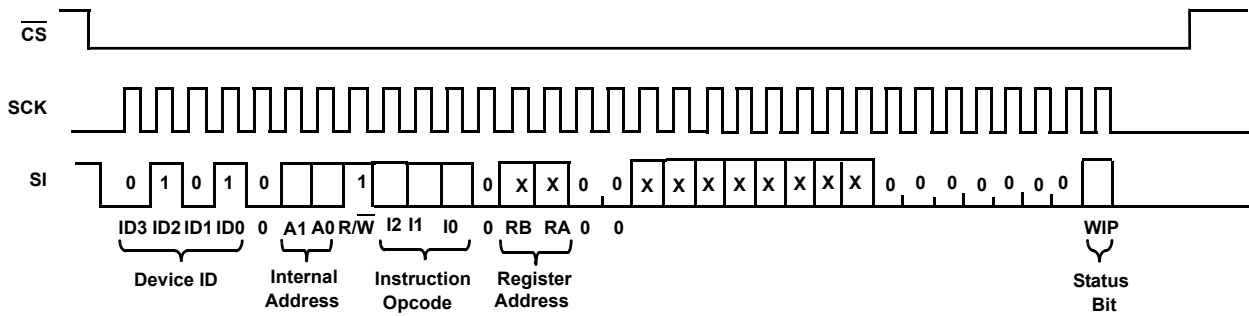 CS
SCK
SI
0 1 0 1 0 1 0 X X 0 0 X X X X X X X X 0 0 0 0 0 0 0
ID3 ID2 ID1 ID0 0 A1 A0 R/W I2 I1 I0 0 RB RA 0 0 WIP
Device ID
Internal
Address
Instruction
Opcode
Register
Address
Status
Bit